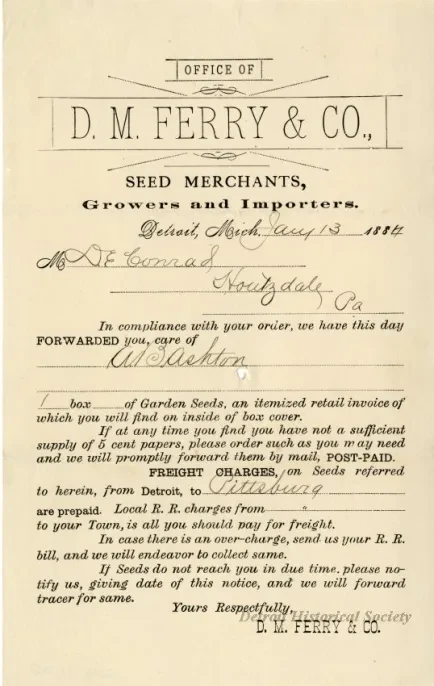 OFFICE OF
D. M. FERRY & CO.,
SEED MERCHANTS,
Growers and Importers.
Detroit, Mich. Jany 13 1884
M D E Conrad
Houtzdale
Pa
In compliance with your order, we have this day
FORWARDED you, care of
A B Ashton
1 box of Garden Seeds, an itemized retail invoice of
which you will find on inside of box cover.
If at any time you find you have not a sufficient
supply of 5 cent papers, please order such as you may need
and we will promptly forward them by mail, POST-PAID.
FREIGHT CHARGES, on Seeds referred
to herein, from Detroit, to Pittsburg
are prepaid. Local R. R. charges from "
to your Town, is all you should pay for freight.
In case there is an over-charge, send us your R. R.
bill, and we will endeavor to collect same.
If Seeds do not reach you in due time, please no-
tify us, giving date of this notice, and we will forward
tracer for same.
Yours Respectfully,
Detroit Historical Society
D. M. FERRY & CO.